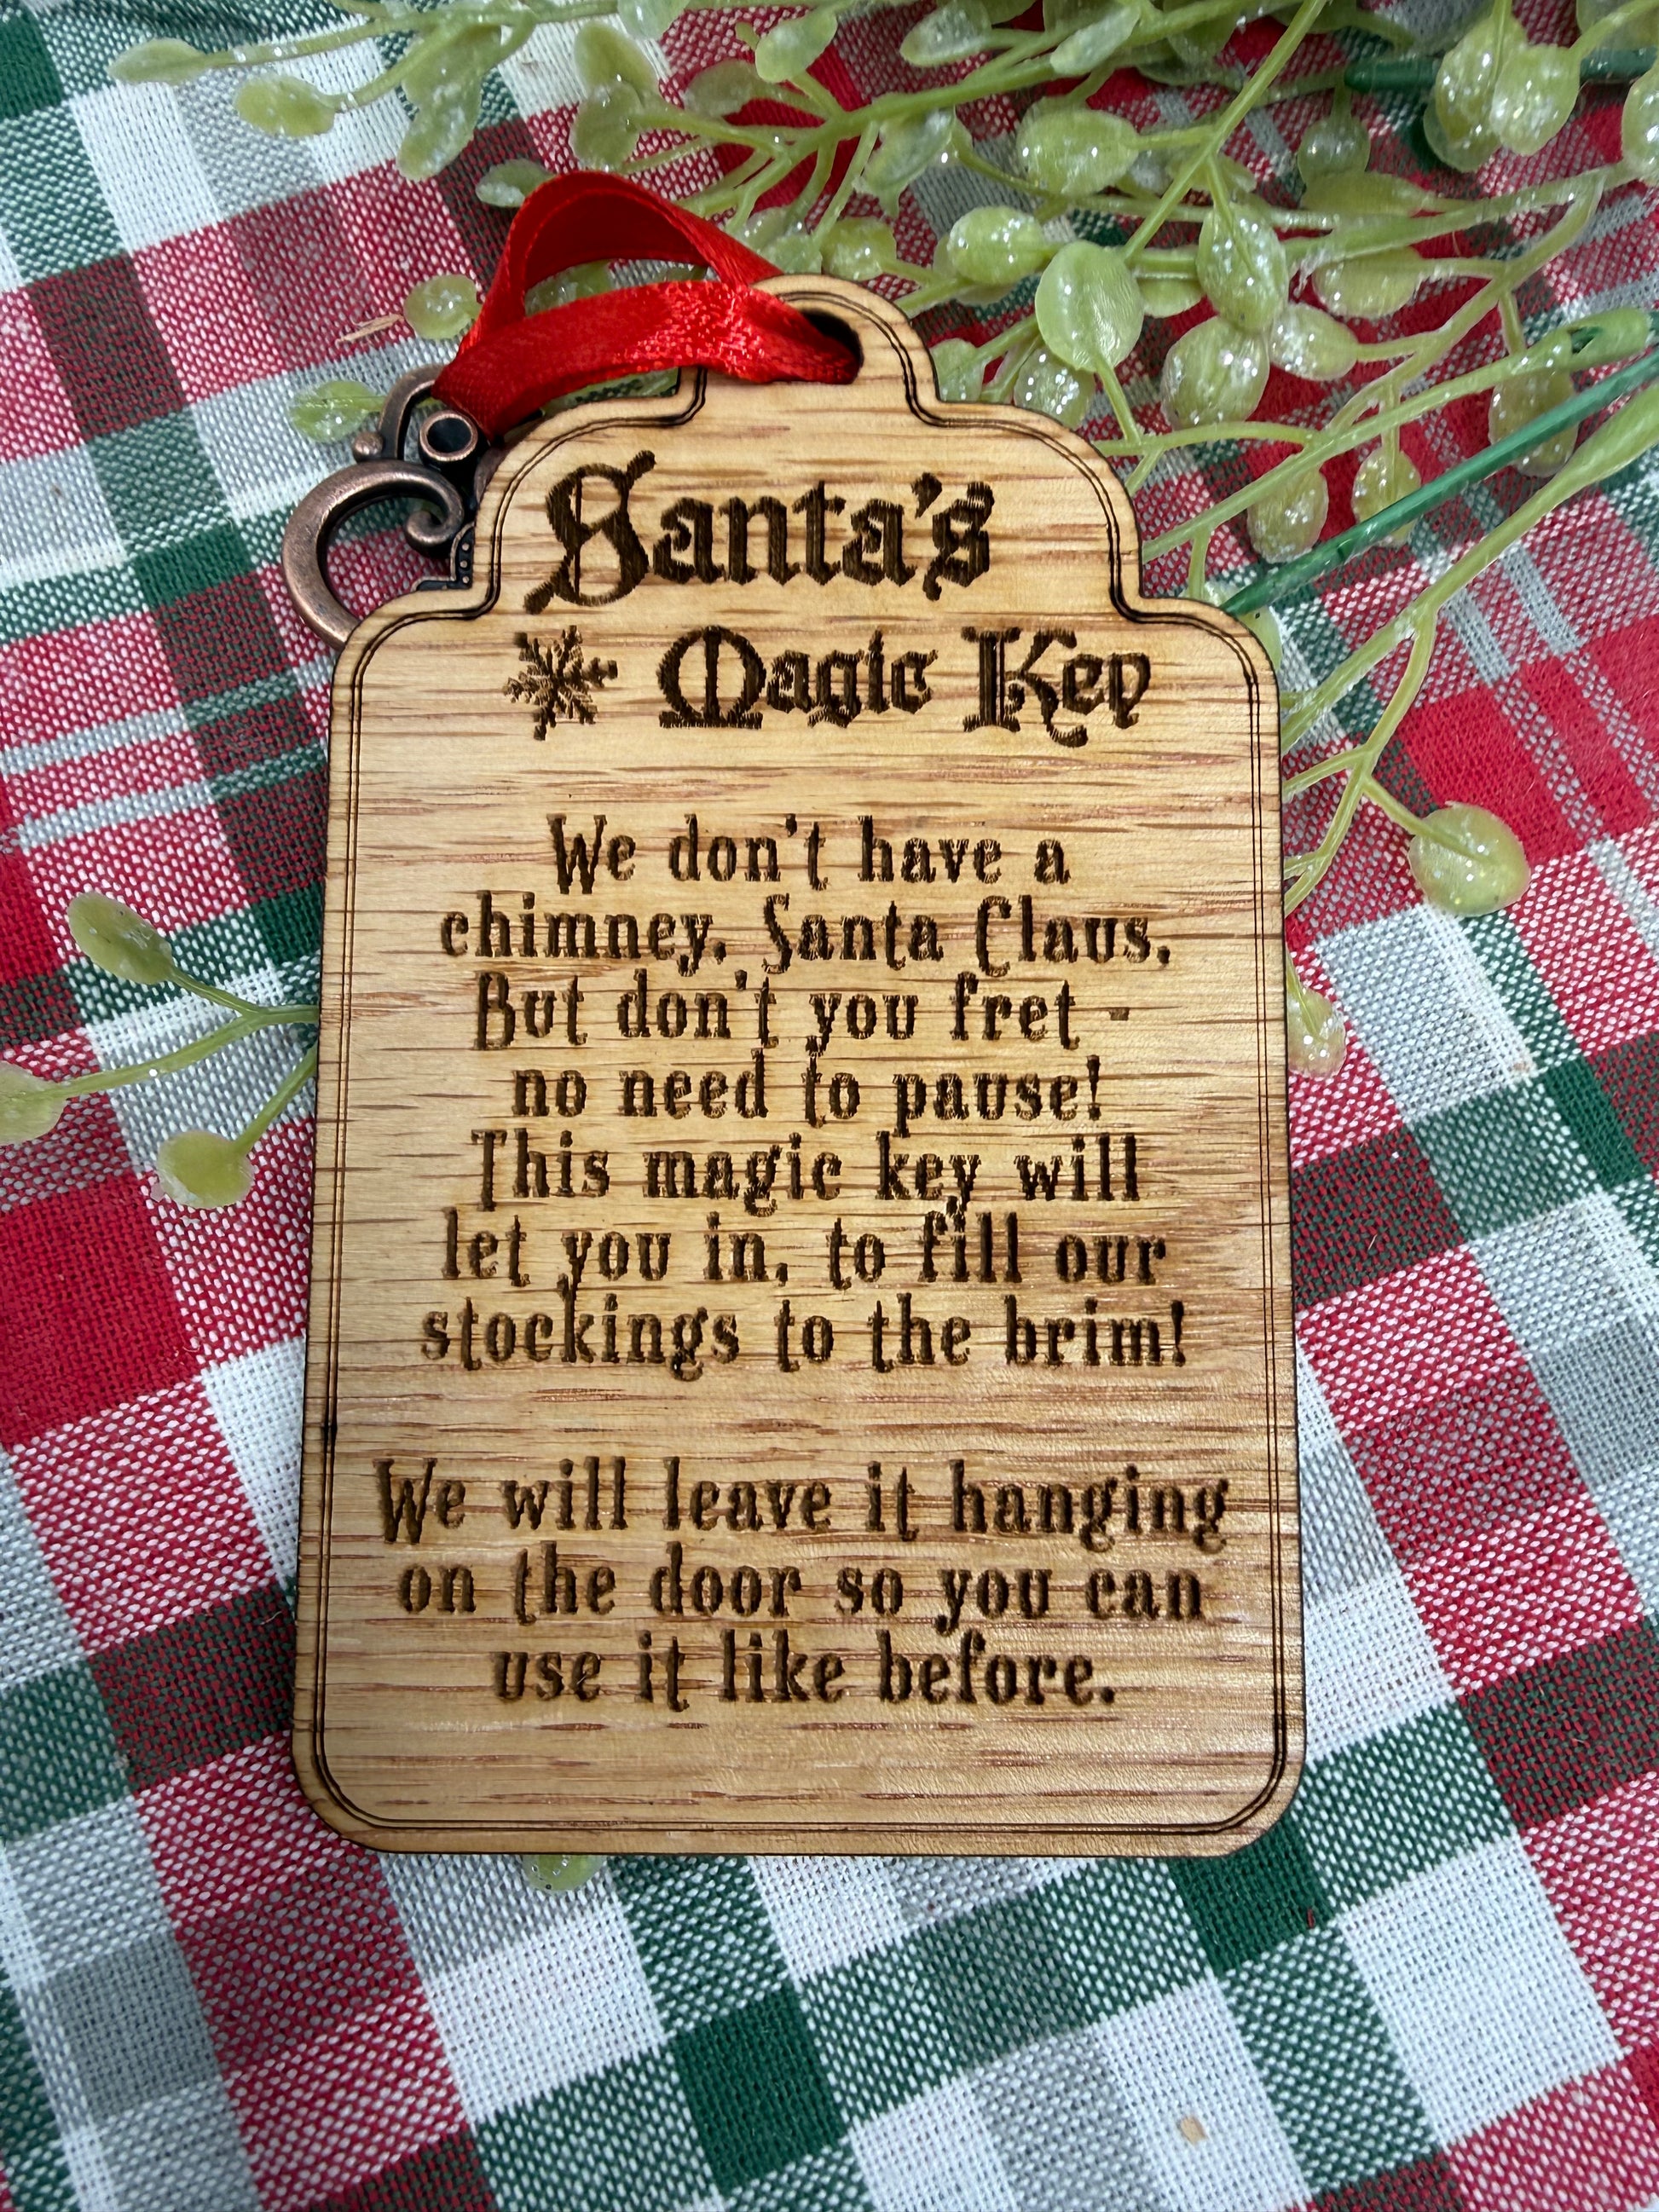 Santa's
Magic Key
We don't have a
chimney, Santa Claus,
But don't you fret -
no need to pause!
This magic key will
let you in, to fill our
stockings to the brim!
We will leave it hanging
on the door so you can
use it like before.